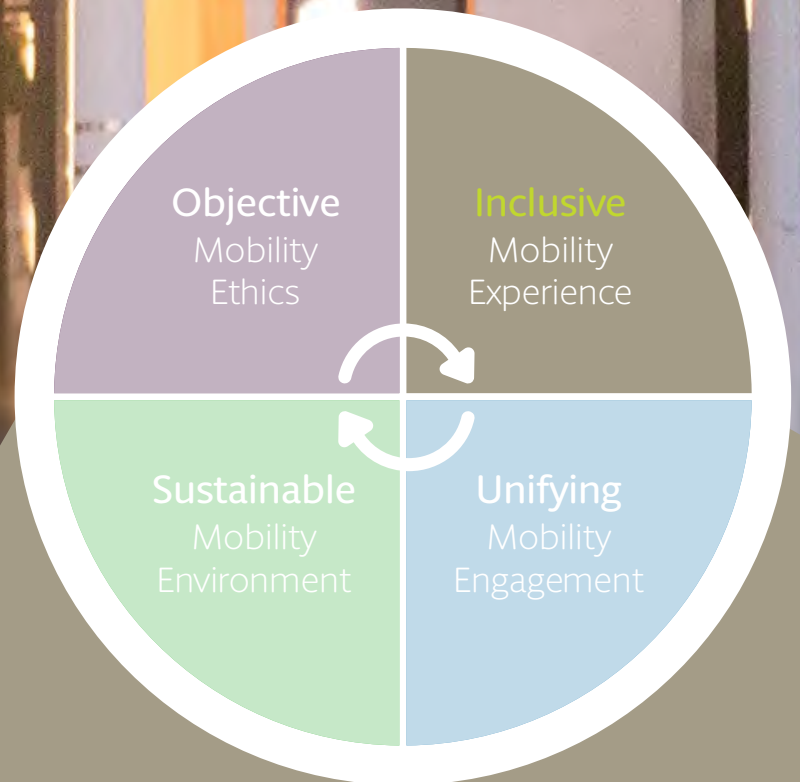 Objective
Mobility
Ethics
Inclusive
Mobility
Experience
Sustainable
Mobility
Environment
Unifying
Mobility
Engagement